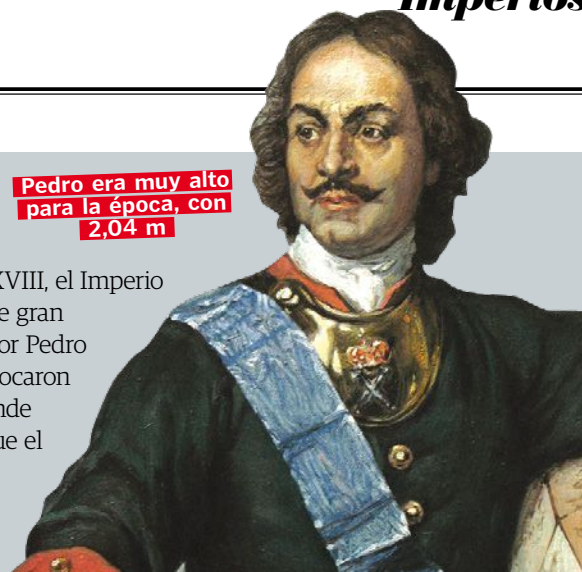 Imperios
Pedro era muy alto
para la época, con
2,04 m
XVIII, el Imperio
e gran
or Pedro
ocaron
nde
ue el